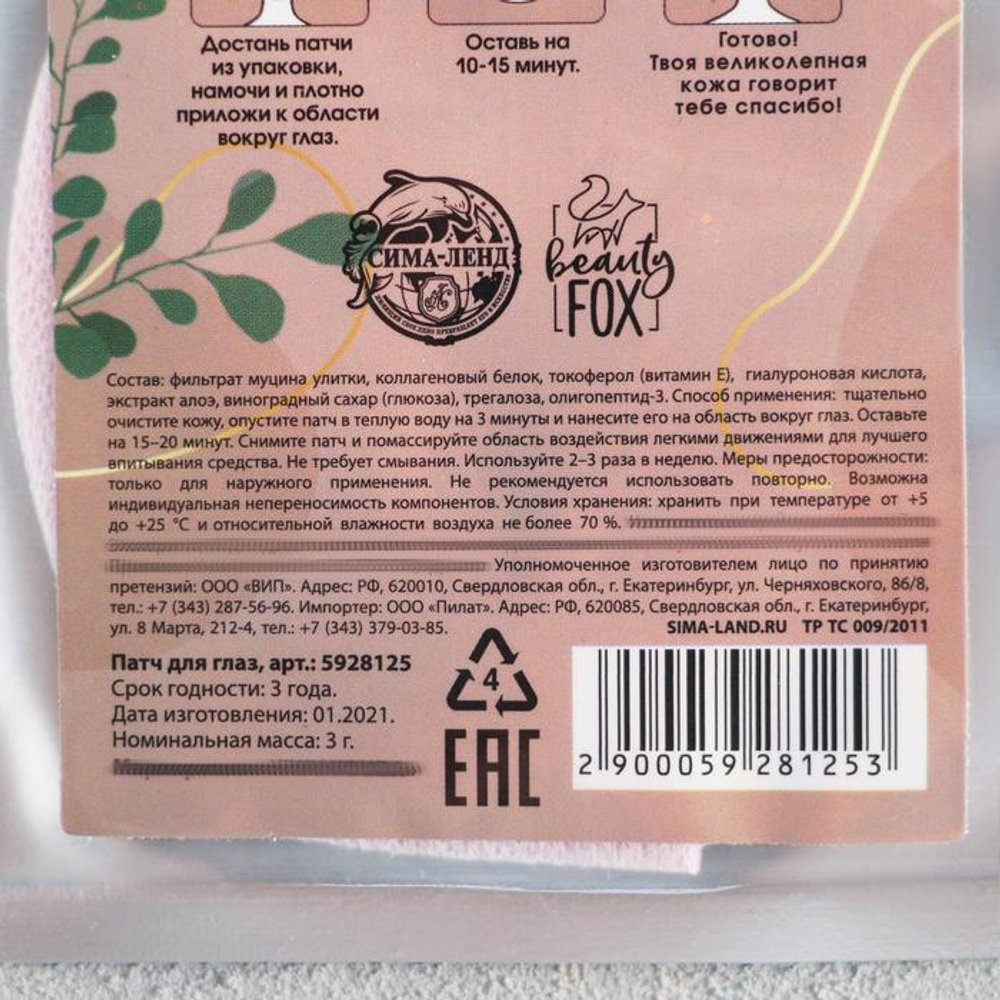 Достань патчи
из упаковки,
намочи и плотно
приложи к области
вокруг глаз.
Оставь на
10-15 минут.
Готово!
Твоя великолепная
кожа говорит
тебе спасибо!
СИМА-ЛЕНД
beauty
FOX
Состав: фильтрат муцина улитки, коллагеновый белок, токоферол (витамин Е), гиалуроновая кислота,
экстракт алоэ, виноградный сахар (глюкоза), трегалоза, олигопептид-3. Способ применения: тщательно
очистите кожу, опустите патч в теплую воду на 3 минуты и нанесите его на область вокруг глаз. Оставьте
на 15–20 минут. Снимите патч и помассируйте область воздействия легкими движениями для лучшего
впитывания средства. Не требует смывания. Используйте 2–3 раза в неделю. Меры предосторожности:
только для наружного применения. Не рекомендуется использовать повторно. Возможна
индивидуальная непереносимость компонентов. Условия хранения: хранить при температуре от +5
до +25 °С и относительной влажности воздуха не более 70 %.
Уполномоченное изготовителем лицо по принятию
претензий: ООО «ВИП». Адрес: РФ, 620010, Свердловская обл., г. Екатеринбург, ул. Черняховского, 86/8,
тел.: +7 (343) 287-56-96. Импортер: ООО «Пилат». Адрес: РФ, 620085, Свердловская обл., г. Екатеринбург,
ул. 8 Марта, 212-4, тел.: +7 (343) 379-03-85.
SIMA-LAND.RU ТР ТС 009/2011
Патч для глаз, арт.: 5928125
Срок годности: 3 года.
Дата изготовления: 01.2021.
Номинальная масса: 3 г.
4
EAC
2 900059 281253